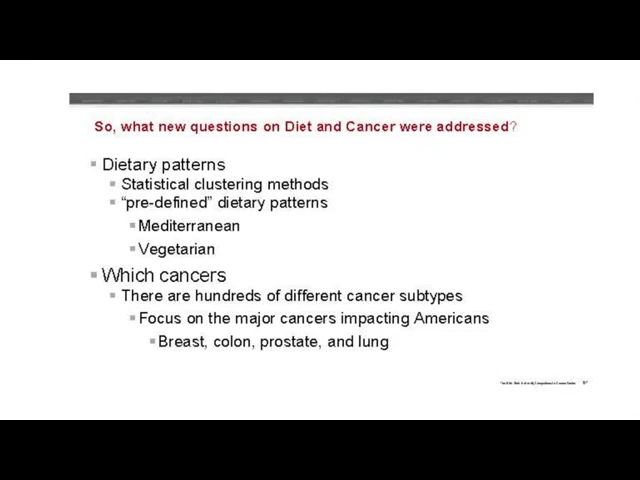 So, what new questions on Diet and Cancer were addressed?
Dietary patterns
Statistical clustering methods
“pre-defined” dietary patterns
Mediterranean
Vegetarian
Which cancers
There are hundreds of different cancer subtypes
Focus on the major cancers impacting Americans
Breast, colon, prostate, and lung